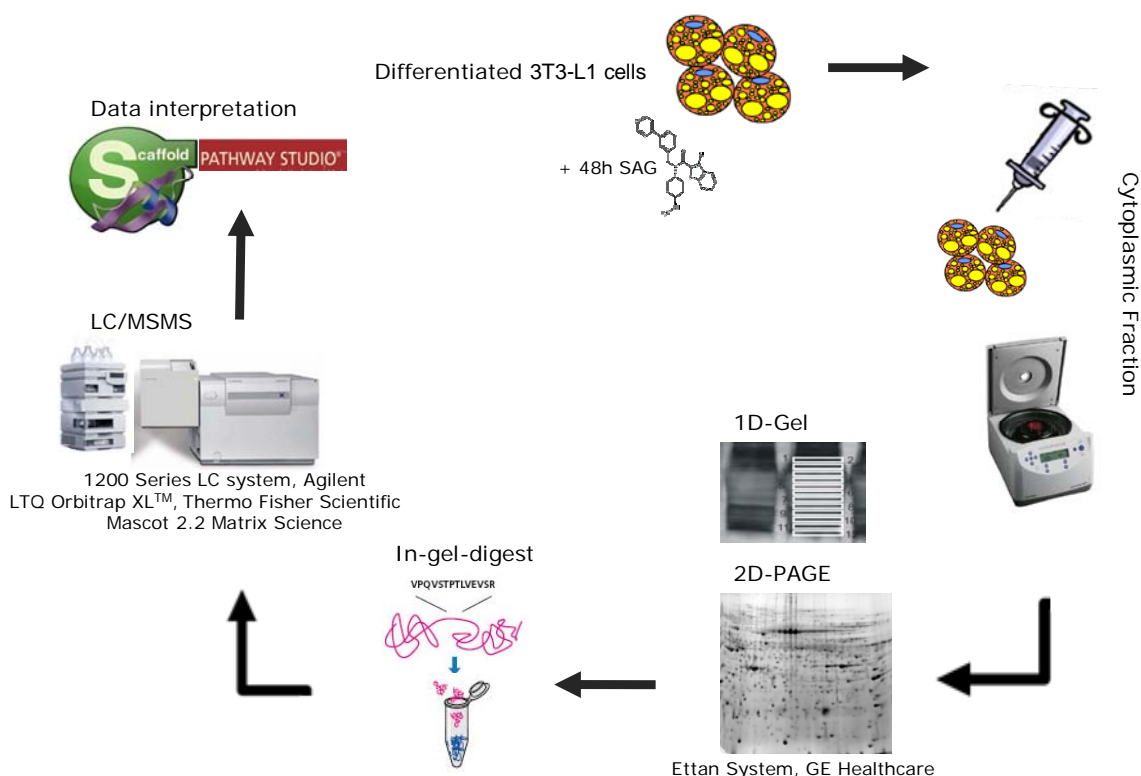 Differentiated 3T3-L1 cells
+ 48h SAG
Cytoplasmic Fraction
1D-Gel
2D-PAGE
Ettan System, GE Healthcare
In-gel-digest
VPQVSTPTLVEVSR
LC/MSMS
1200 Series LC system, Agilent
LTQ Orbitrap XL™, Thermo Fisher Scientific
Mascot 2.2 Matrix Science
Data interpretation
Scaffold
PATHWAY STUDIO®